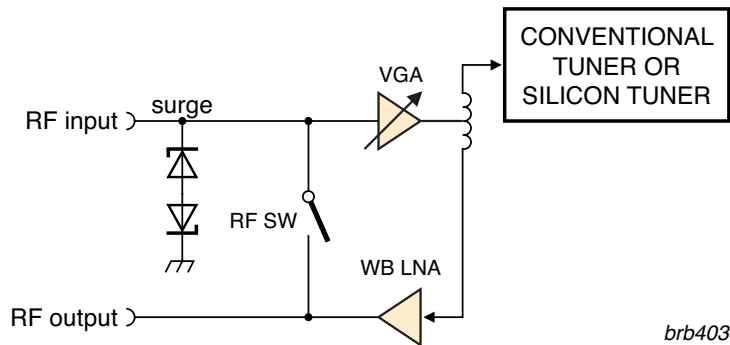 CONVENTIONAL
TUNER OR
SILICON TUNER
VGA
surge
RF input
RF SW
WB LNA
RF output
brb403